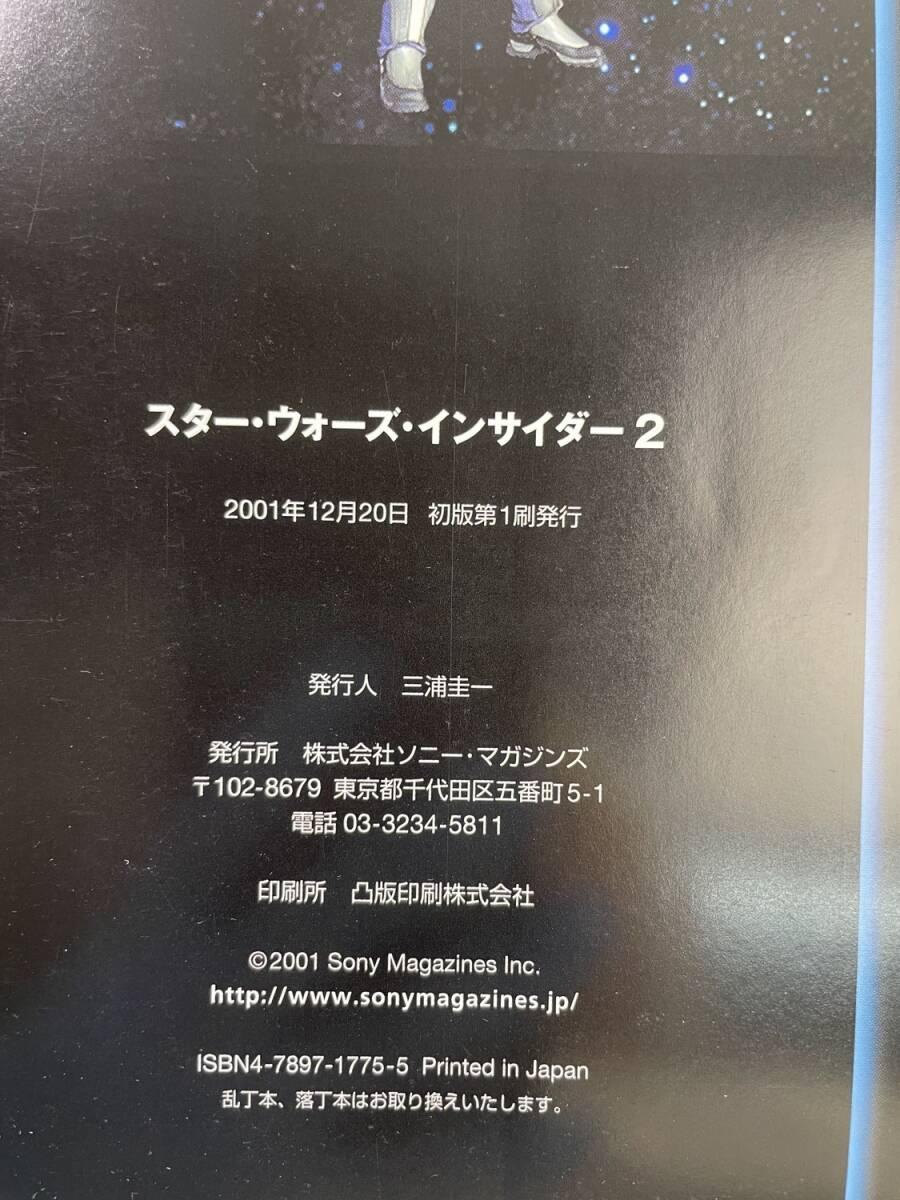 スター・ウォーズ・インサイダー2
2001年12月20日 初版第1刷発行
発行人 三浦圭一
発行所 株式会社ソニー・マガジンズ
〒102-8679 東京都千代田区五番町5-1
電話 03-3234-5811
印刷所 凸版印刷株式会社
©2001 Sony Magazines Inc.
http://www.sonymagazines.jp/
ISBN4-7897-1775-5 Printed in Japan
乱丁本、落丁本はお取り換えいたします。